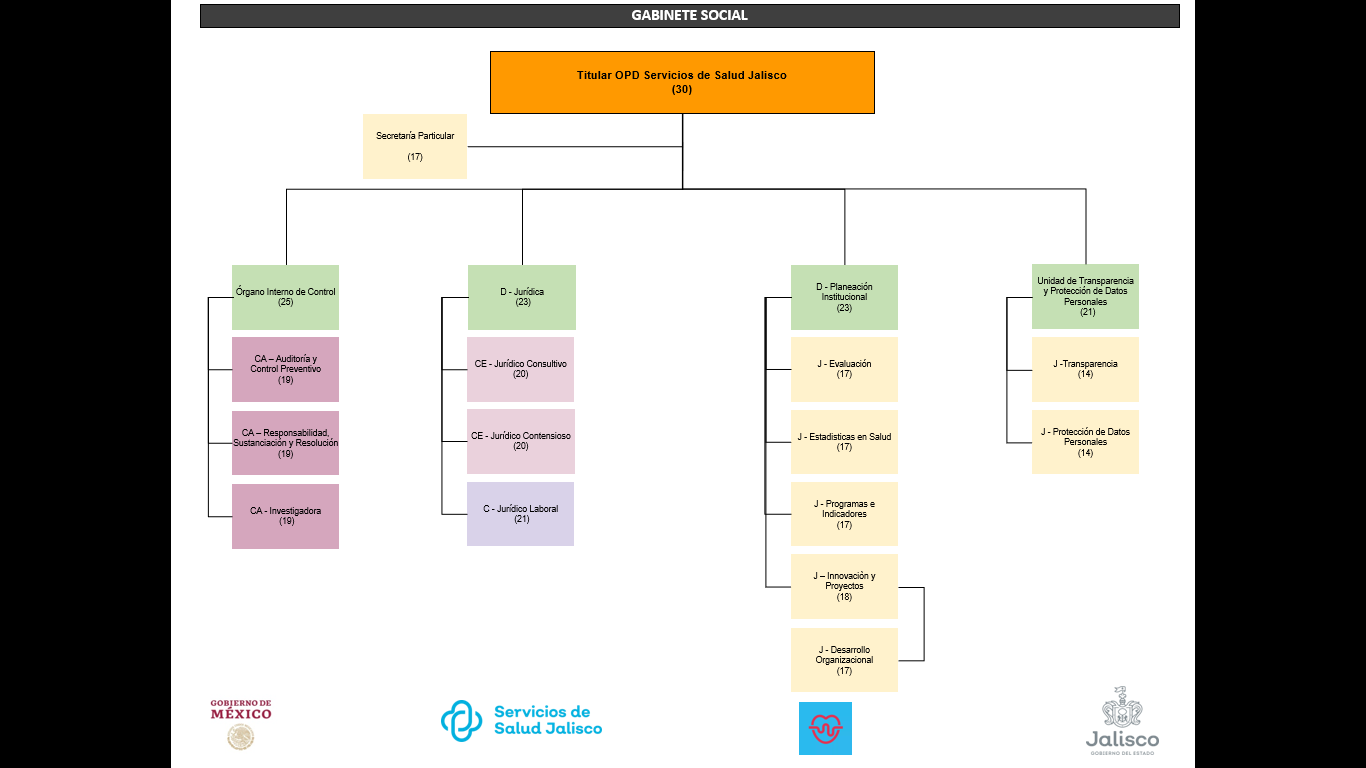 GABINETE SOCIAL
Titular OPD Servicios de Salud Jalisco
(30)
Secretaría Particular
(17)
Órgano Interno de Control
(25)
CA – Auditoría y
Control Preventivo
(19)
CA – Responsabilidad,
Sustanciación y Resolución
(19)
CA - Investigadora
(19)
D - Jurídica
(23)
CE - Jurídico Consultivo
(20)
CE - Jurídico Contensioso
(20)
C - Jurídico Laboral
(21)
D - Planeación
Institucional
(23)
J - Evaluación
(17)
J - Estadisticas en Salud
(17)
J - Programas e
Indicadores
(17)
J – Innovaciòn y
Proyectos
(18)
J - Desarrollo
Organizacional
(17)
Unidad de Transparencia
y Protección de Datos
Personales
(21)
J -Transparencia
(14)
J - Protección de Datos
Personales
(14)
GOBIERNO DE
MÉXICO
Servicios de
Salud Jalisco
Jalisco
GOBIERNO DEL ESTADO